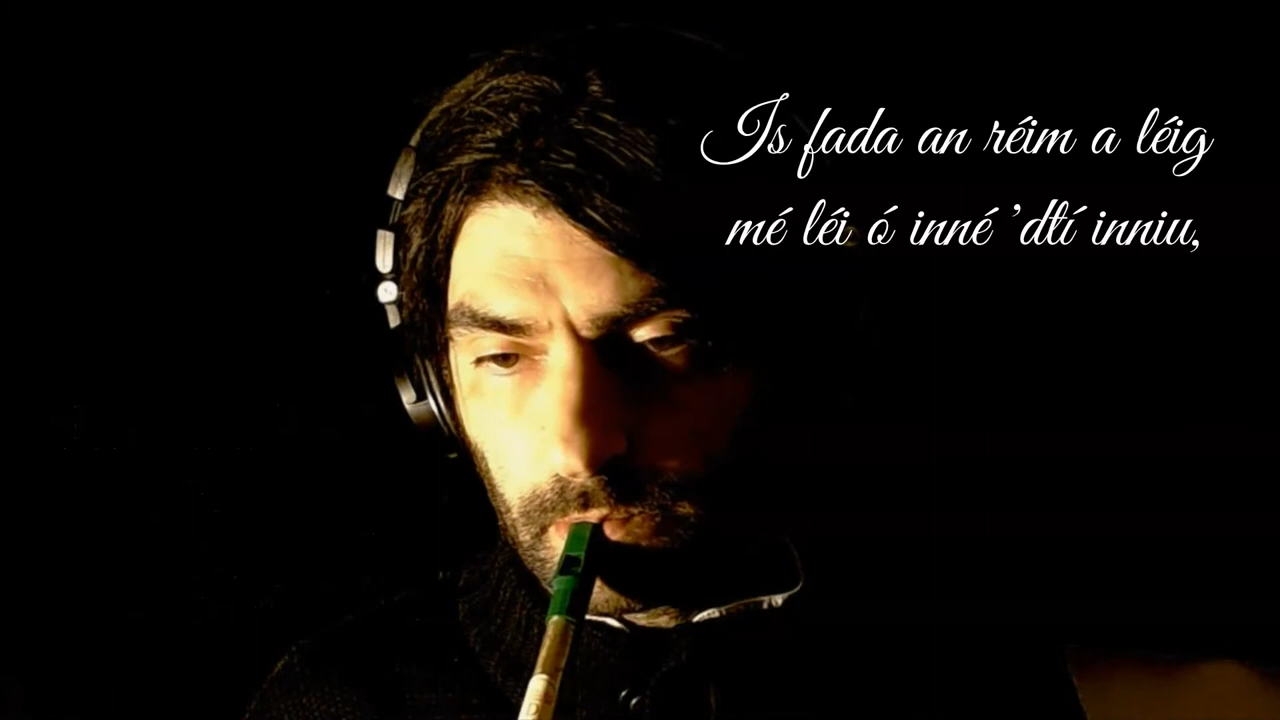 Is fada an réim a léig
mé léi ó inné ’dtí inniu,